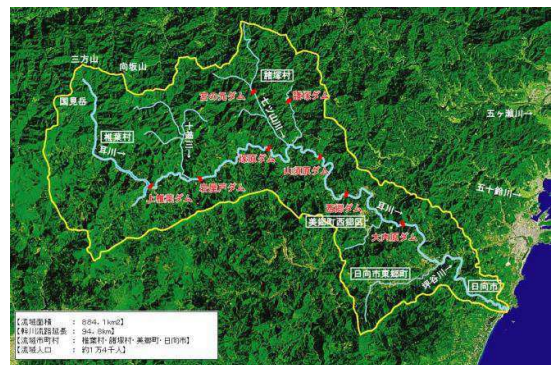 三方山
向坂山
国見岳
諸塚村
諸塚ダム
七ツ山川→
五ヶ瀬川→
椎葉村
耳川→
十根川→
塚原ダム
山須原ダム
岩屋戸ダム
上椎葉ダム
西郷ダム
五十鈴川→
耳川→
美郷町西郷区
大内原ダム
日向市東郷町
坪谷川→
日向市
【流域面積 : 884.1km2】
【幹川流路延長 : 94.8km】
【流域市町村 : 椎葉村・諸塚村・美郷町・日向市】
【流域人口 : 約1万4千人】